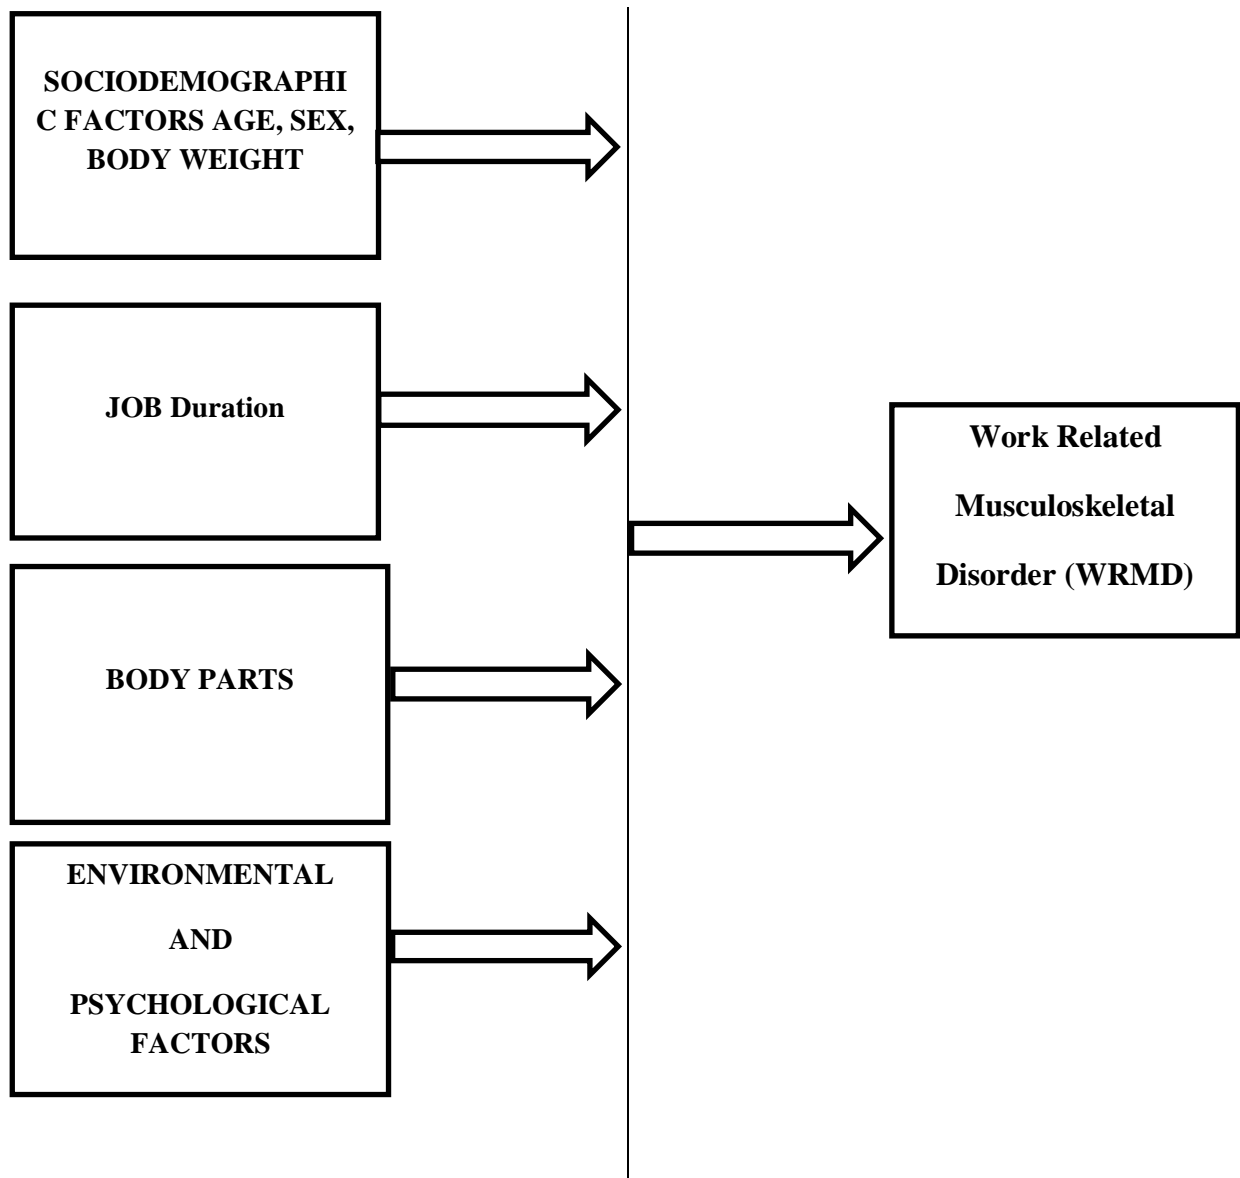 SOCIODEMOGRAPHI
C FACTORS AGE, SEX,
BODY WEIGHT
JOB Duration
BODY PARTS
ENVIRONMENTAL
AND
PSYCHOLOGICAL
FACTORS
Work Related
Musculoskeletal
Disorder (WRMD)